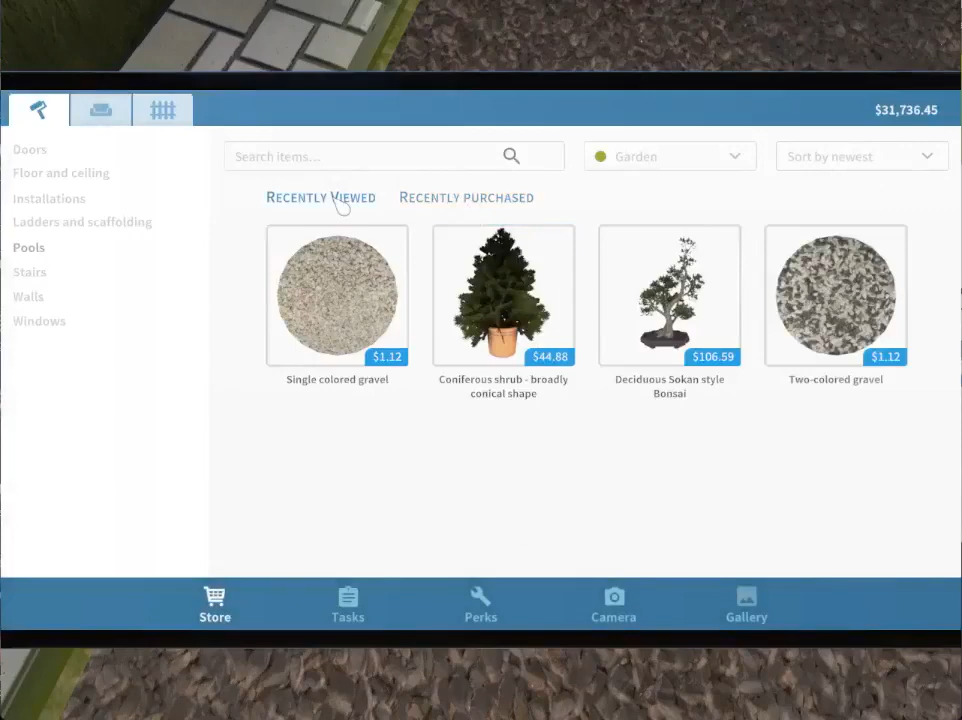 $31,736.45
Doors
Floor and ceiling
Installations
Ladders and scaffolding
Pools
Stairs
Walls
Windows
Search items...
Garden
Sort by newest
RECENTLY VIEWED
RECENTLY PURCHASED
$1.12
$44.88
$106.59
$1.12
Single colored gravel
Coniferous shrub - broadly
conical shape
Deciduous Sokan style
Bonsai
Two-colored gravel
Store
Tasks
Perks
Camera
Gallery